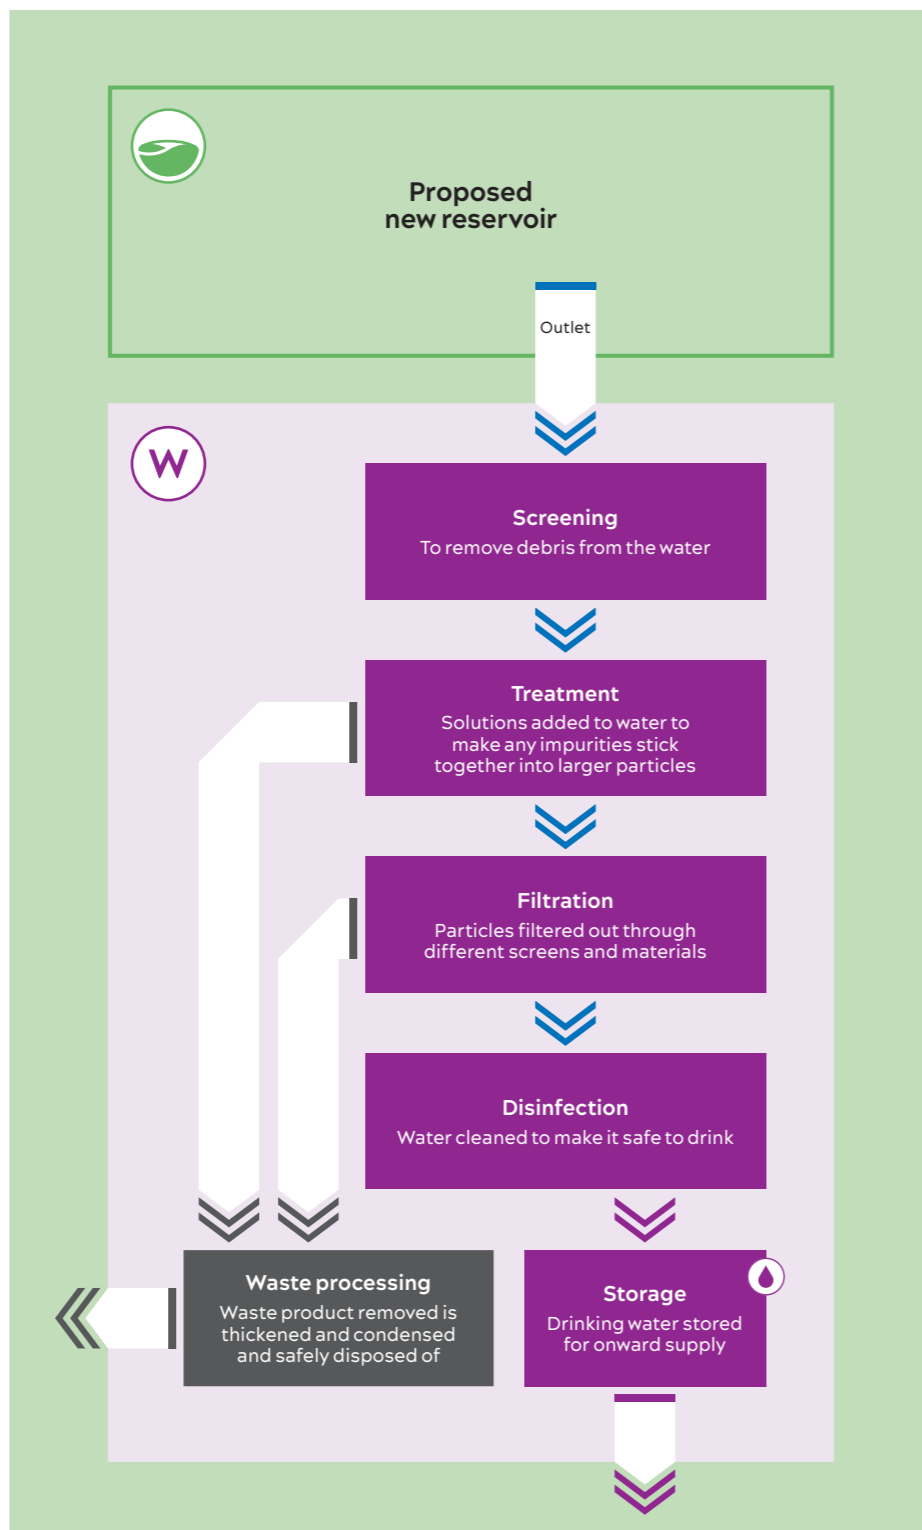 Proposed
new reservoir
Outlet
W
Screening
To remove debris from the water
Treatment
Solutions added to water to
make any impurities stick
together into larger particles
Filtration
Particles filtered out through
different screens and materials
Disinfection
Water cleaned to make it safe to drink
Waste processing
Waste product removed is
thickened and condensed
and safely disposed of
Storage
Drinking water stored
for onward supply